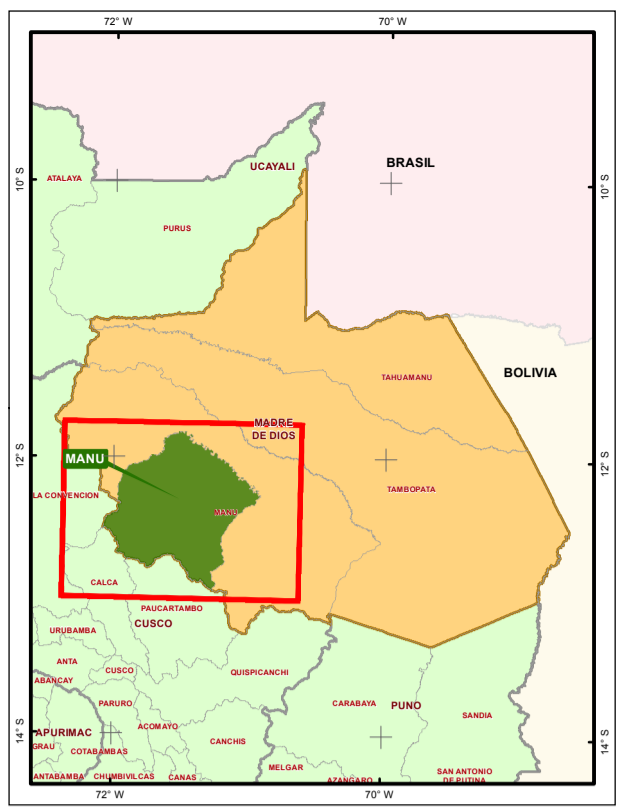 72° W
70° W
BRASIL
UCAYALI
ATALAYA
10° S
10° S
PURUS
BOLIVIA
TAHUAMANU
MADRE
DE DIOS
12° S
12° S
MANU
TAMBOPATA
LA CONVENCION
MANU
CALCA
PAUCARTAMBO
CUSCO
URUBAMBA
ANTA
CUSCO
QUISPICANCHI
ABANCAY
PARURO
CARABAYA
PUNO
SANDIA
ACOMAYO
APURIMAC
CANCHIS
14° S
14° S
GRAU
COTABAMBAS
MELGAR
SAN ANTONIO
DE PUTINA
ANTABAMBA
CHUMBIVILCAS
CANAS
AZANGARO
72° W
70° W